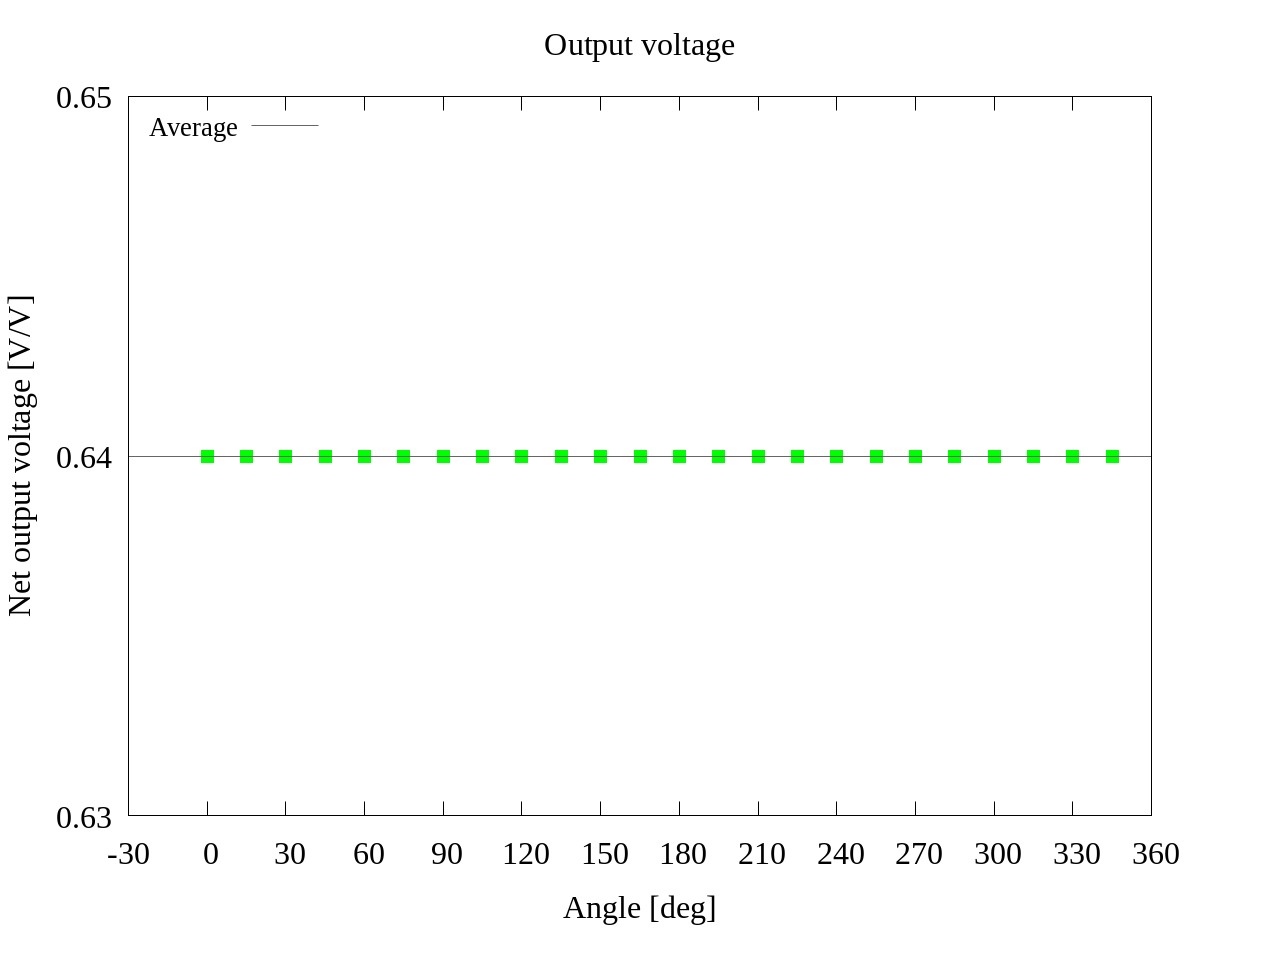 Output voltage
0.65
Average
0.64
0.63
Net output voltage [V/V]
-30 0 30 60 90 120 150 180 210 240 270 300 330 360
Angle [deg]